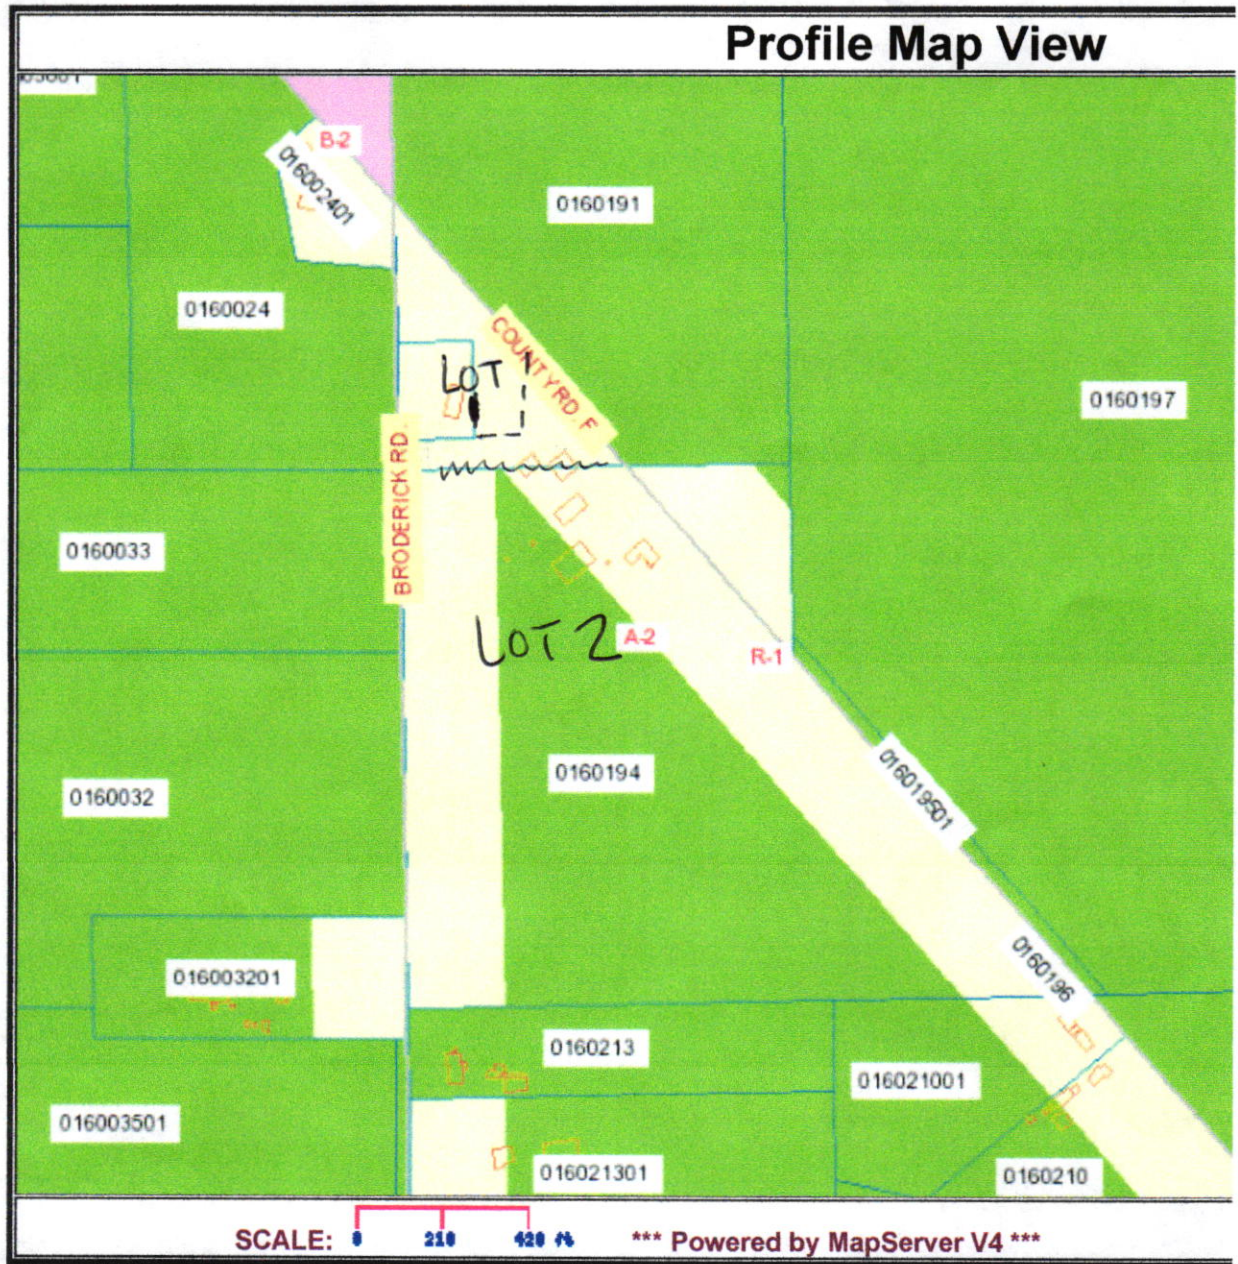 Profile Map View
B-2
016002401
0160191
0160024
COUNTY RD. F
LOT 1
0160197
BRODERICK RD.
0160033
LOT 2
A-2
R-1
0160194
016019501
0160032
0160196
016003201
0160213
016021001
016003501
016021301
0160210
SCALE: 0 210 420 ft *** Powered by MapServer V4 ***